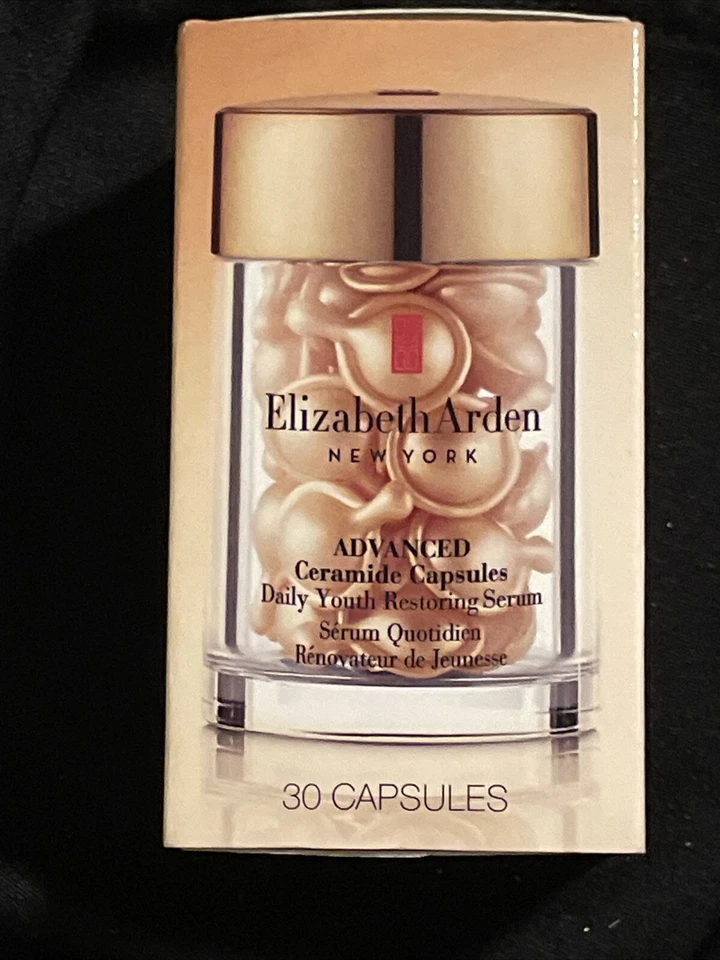 Elizabeth Arden
NEW YORK
ADVANCED
Ceramide Capsules
Daily Youth Restoring Serum
Sérum Quotidien
Rénovateur de Jeunesse
30 CAPSULES